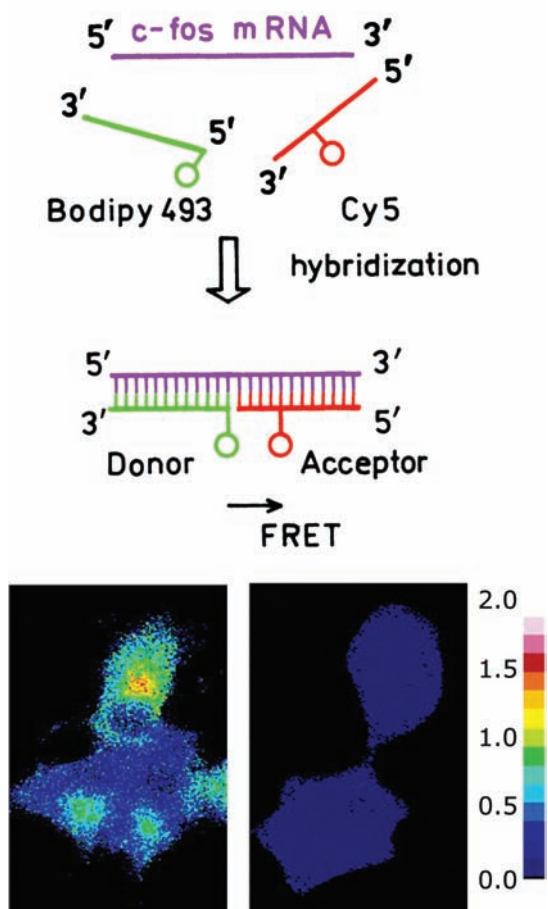 5' c-fos mRNA 3'
5'
3'
5'
3'
Bodipy 493 Cy5
hybridization
5' 3'
3' 5'
Donor Acceptor
FRET
2.0
1.5
1.0
0.5
0.0